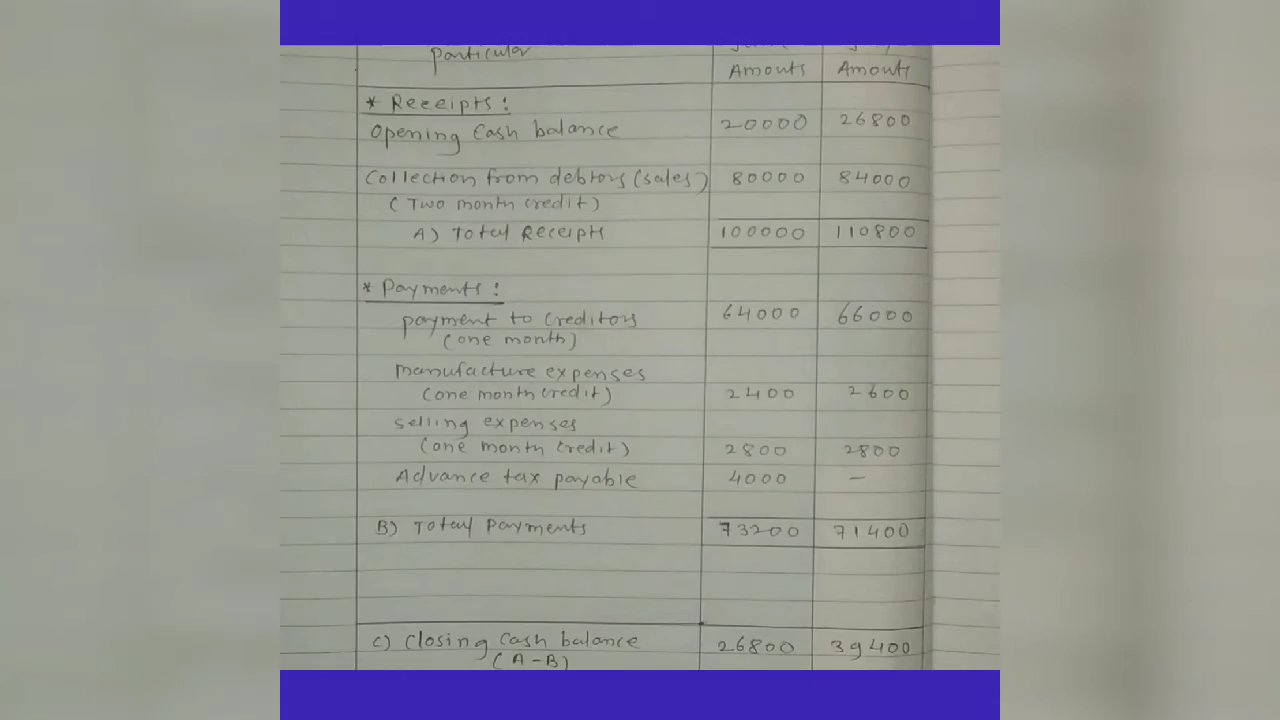 particular
Amouts Amouts
* Receipts :
Opening Cash balance 20000 26800
Collection from debtors (sales) 80000 84000
(Two month credit)
A) Total Receipts 100000 110800
* Payments :
payment to creditors 64000 66000
(one month)
manufacture expenses
(one month credit) 2400 2600
selling expenses
(one month credit) 2800 2800
Advance tax payable 4000 —
B) Total payments 73200 71400
c) Closing Cash balance 26800 39400
(A-B)